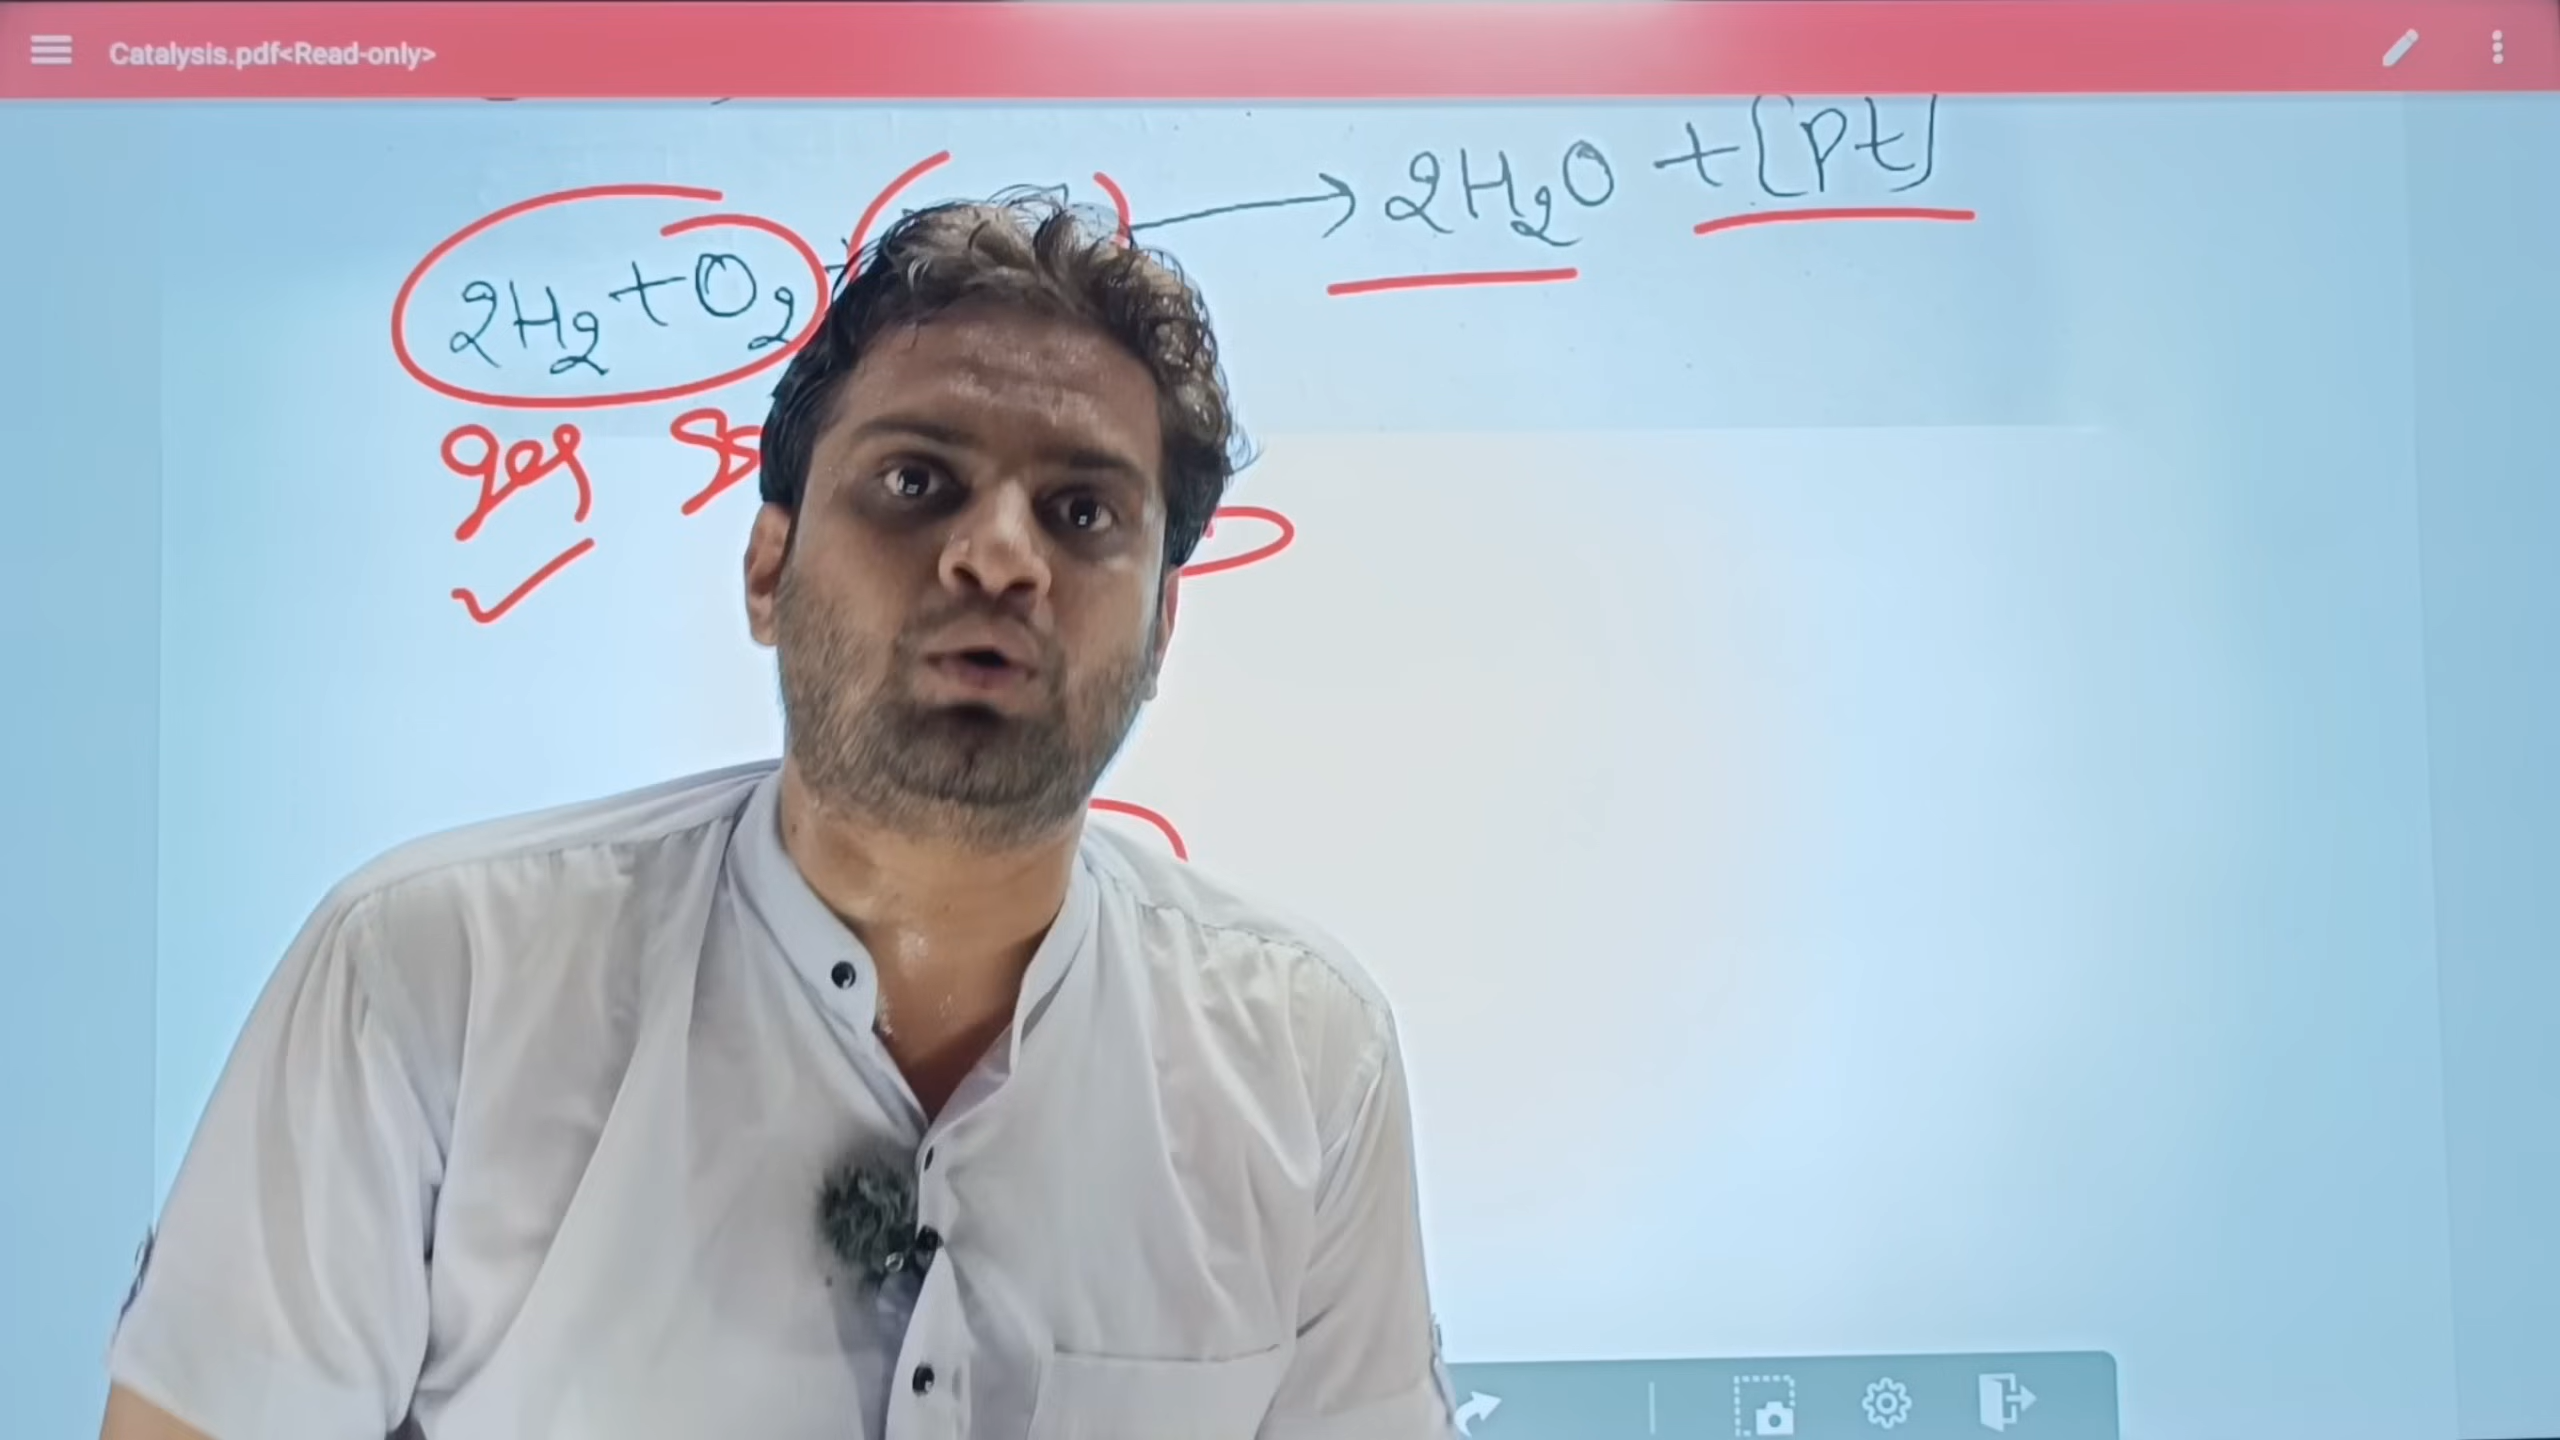 Catalysis.pdf<Read-only>
2H₂ + O₂ + → 2H₂O + [Pt]
gas